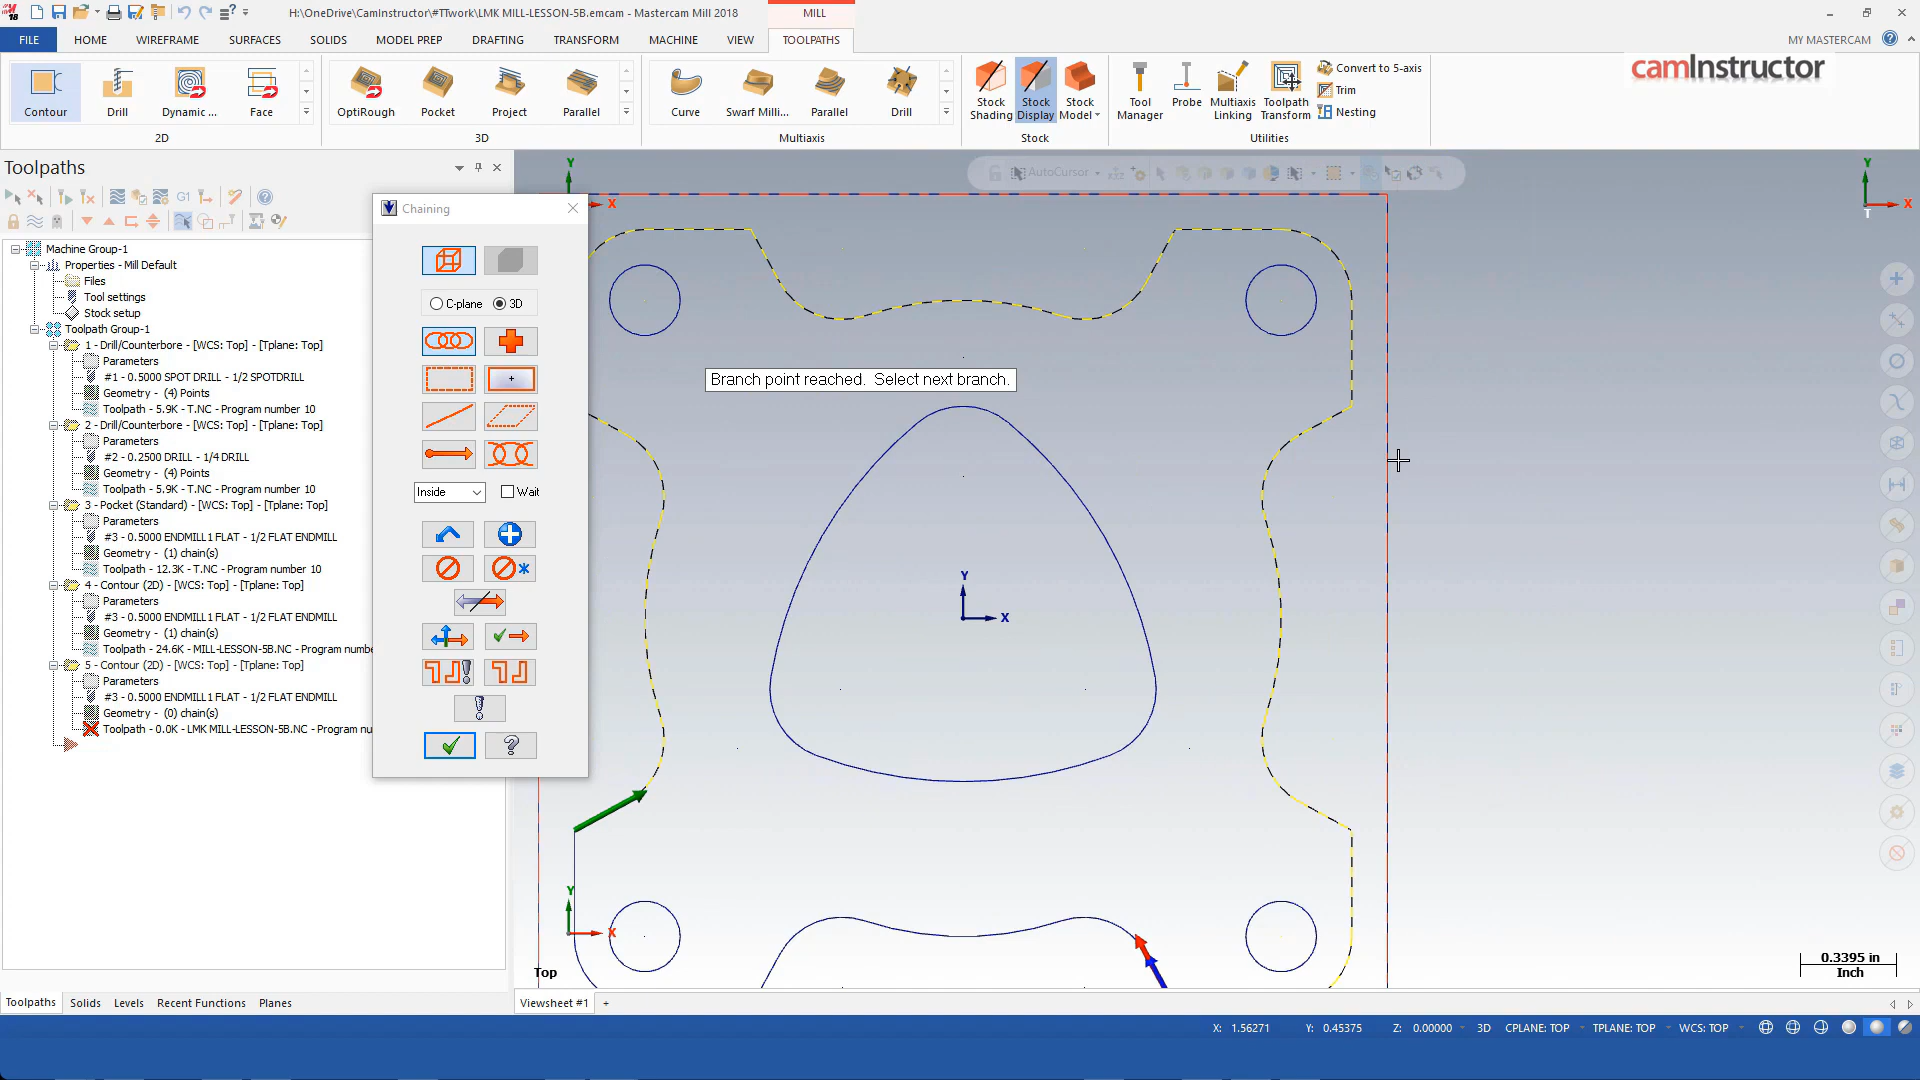 H:\OneDrive\CamInstructor\#TTwork\LMK MILL-LESSON-5B.emcam - Mastercam Mill 2018
MILL
FILE HOME WIREFRAME SURFACES SOLIDS MODEL PREP DRAFTING TRANSFORM MACHINE VIEW TOOLPATHS MY MASTERCAM
camInstructor
Contour Drill Dynamic ... Face
2D
OptiRough Pocket Project Parallel
3D
Curve Swarf Milli... Parallel Drill
Multiaxis
Stock Shading
Stock Display
Stock Model
Stock
Tool Manager
Probe
Multiaxis Linking
Toolpath Transform
Convert to 5-axis
Trim
Nesting
Utilities
Toolpaths
G1
AutoCursor
Machine Group-1
Properties - Mill Default
Files
Tool settings
Stock setup
Toolpath Group-1
1 - Drill/Counterbore - [WCS: Top] - [Tplane: Top]
Parameters
#1 - 0.5000 SPOT DRILL - 1/2 SPOTDRILL
Geometry - (4) Points
Toolpath - 5.9K - T.NC - Program number 10
2 - Drill/Counterbore - [WCS: Top] - [Tplane: Top]
Parameters
#2 - 0.2500 DRILL - 1/4 DRILL
Geometry - (4) Points
Toolpath - 5.9K - T.NC - Program number 10
3 - Pocket (Standard) - [WCS: Top] - [Tplane: Top]
Parameters
#3 - 0.5000 ENDMILL1 FLAT - 1/2 FLAT ENDMILL
Geometry - (1) chain(s)
Toolpath - 12.3K - T.NC - Program number 10
4 - Contour (2D) - [WCS: Top] - [Tplane: Top]
Parameters
#3 - 0.5000 ENDMILL1 FLAT - 1/2 FLAT ENDMILL
Geometry - (1) chain(s)
Toolpath - 24.6K - MILL-LESSON-5B.NC - Program numbe
5 - Contour (2D) - [WCS: Top] - [Tplane: Top]
Parameters
#3 - 0.5000 ENDMILL1 FLAT - 1/2 FLAT ENDMILL
Geometry - (0) chain(s)
Toolpath - 0.0K - LMK MILL-LESSON-5B.NC - Program nu
Chaining
C-plane 3D
Inside Wait
Y
X
Y
X
T
Branch point reached. Select next branch.
Y
X
Y
X
Top
0.3395 in
Inch
Toolpaths Solids Levels Recent Functions Planes
Viewsheet #1 +
X: 1.56271 Y: 0.45375 Z: 0.00000 3D CPLANE: TOP TPLANE: TOP WCS: TOP